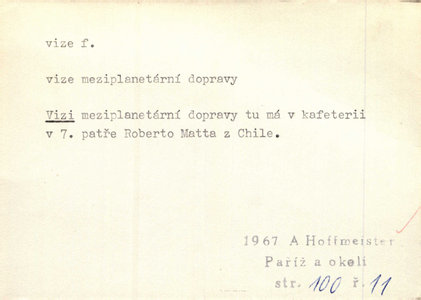 vize f.
vize meziplanetární dopravy
Vizi meziplanetární dopravy tu má v kafeterii
v 7. patře Roberto Matta z Chile.
1967 A Hoffmeister
Paříž a okolí
str. 100 ř. 11